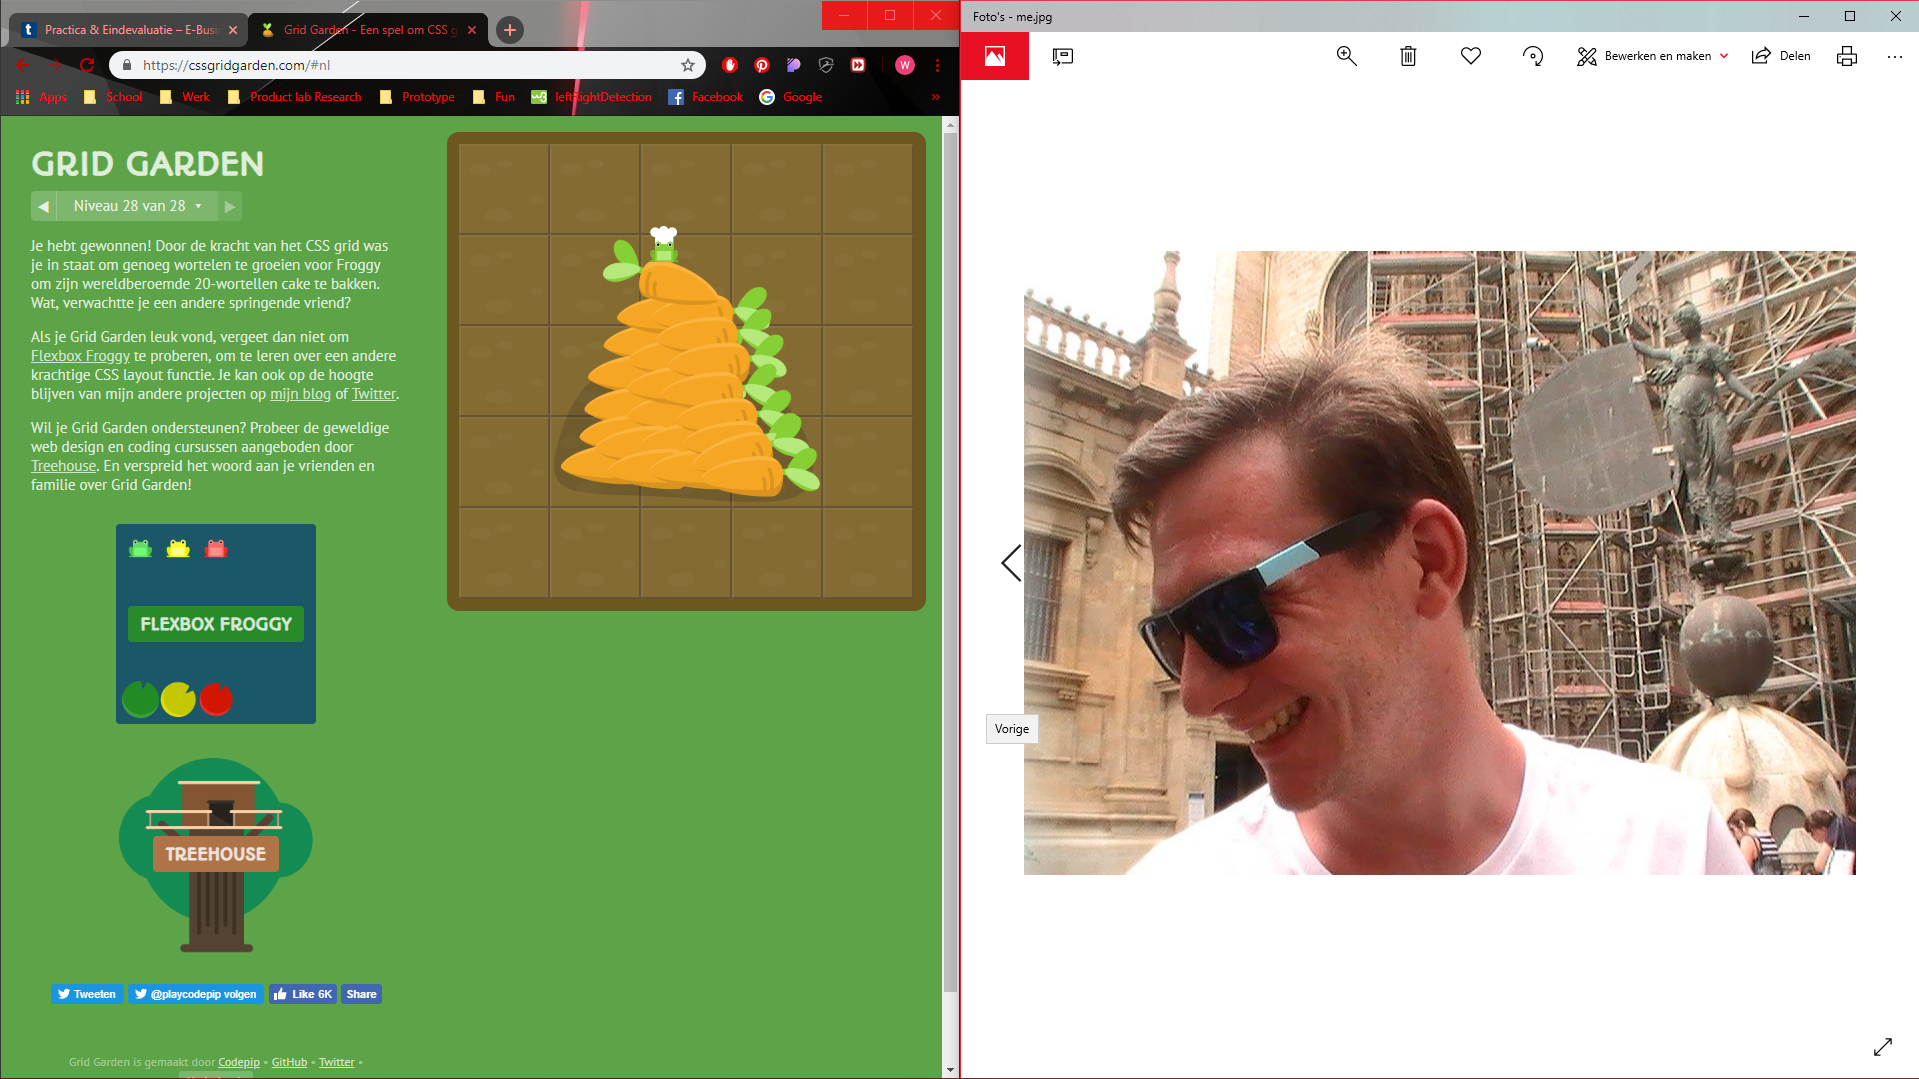 Practica & Eindevaluatie – E-Busi
Grid Garden - Een spel om CSS g
https://cssgridgarden.com/#nl
W
Apps
School
Werk
Product lab Research
Prototype
Fun
leftRightDetection
Facebook
Google
»
GRID GARDEN
Niveau 28 van 28
Je hebt gewonnen! Door de kracht van het CSS grid was
je in staat om genoeg wortelen te groeien voor Froggy
om zijn wereldberoemde 20-wortellen cake te bakken.
Wat, verwachtte je een andere springende vriend?
Als je Grid Garden leuk vond, vergeet dan niet om
Flexbox Froggy te proberen, om te leren over een andere
krachtige CSS layout functie. Je kan ook op de hoogte
blijven van mijn andere projecten op mijn blog of Twitter.
Wil je Grid Garden ondersteunen? Probeer de geweldige
web design en coding cursussen aangeboden door
Treehouse. En verspreid het woord aan je vrienden en
familie over Grid Garden!
FLEXBOX FROGGY
TREEHOUSE
Tweeten
@playcodepip volgen
Like 6K
Share
Grid Garden is gemaakt door Codepip • GitHub • Twitter •
Foto's - me.jpg
Bewerken en maken
Delen
Vorige